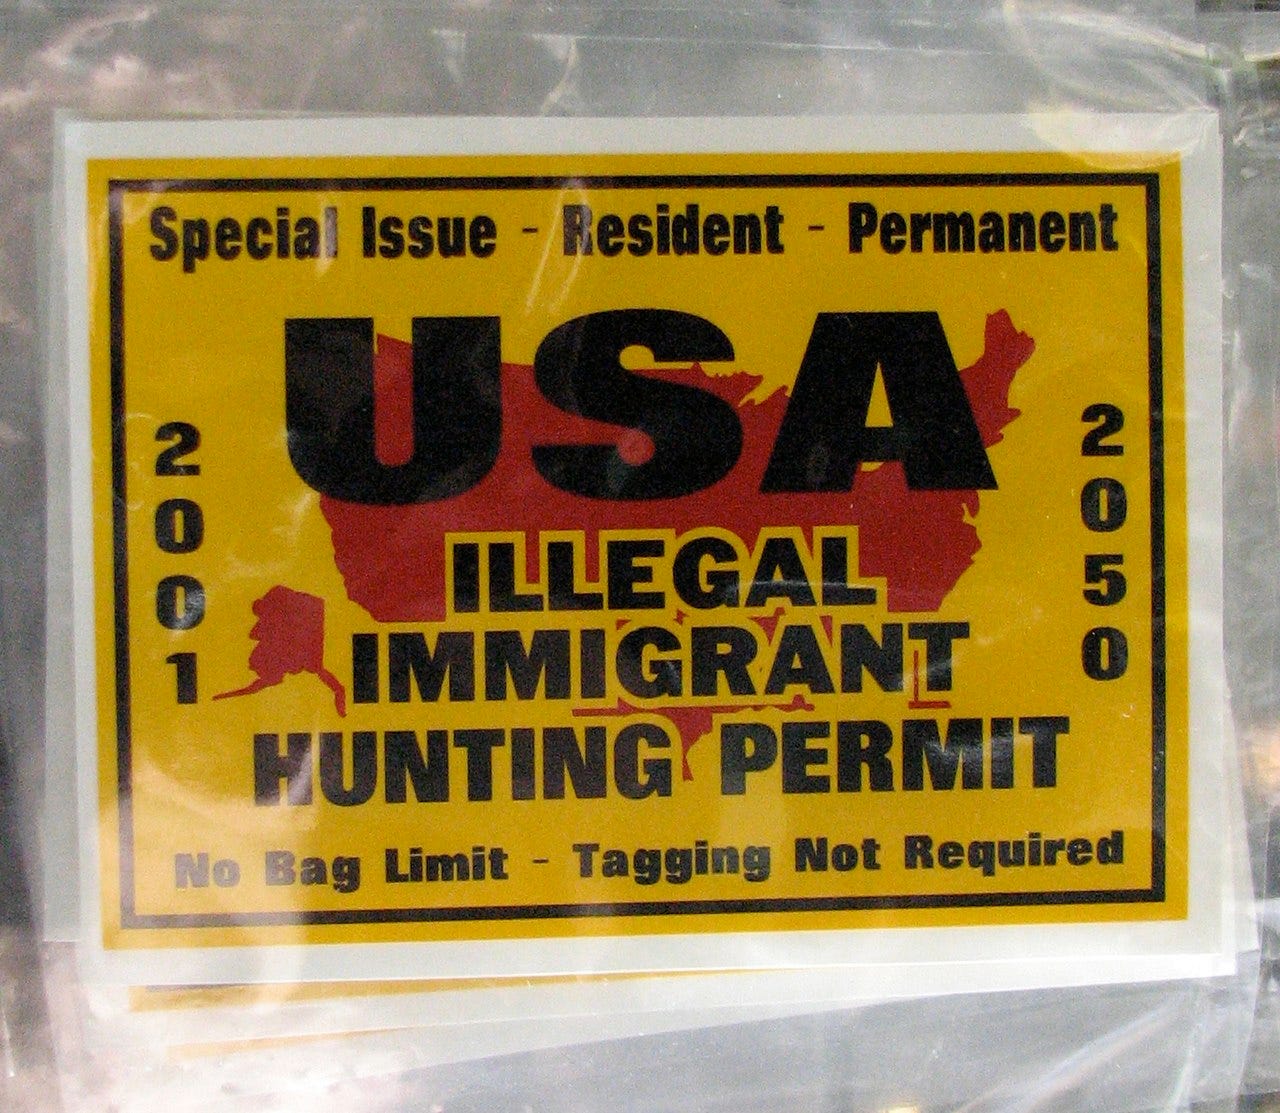 Special Issue - Resident - Permanent
USA
2001
2050
ILLEGAL
IMMIGRANT
HUNTING PERMIT
No Bag Limit - Tagging Not Required